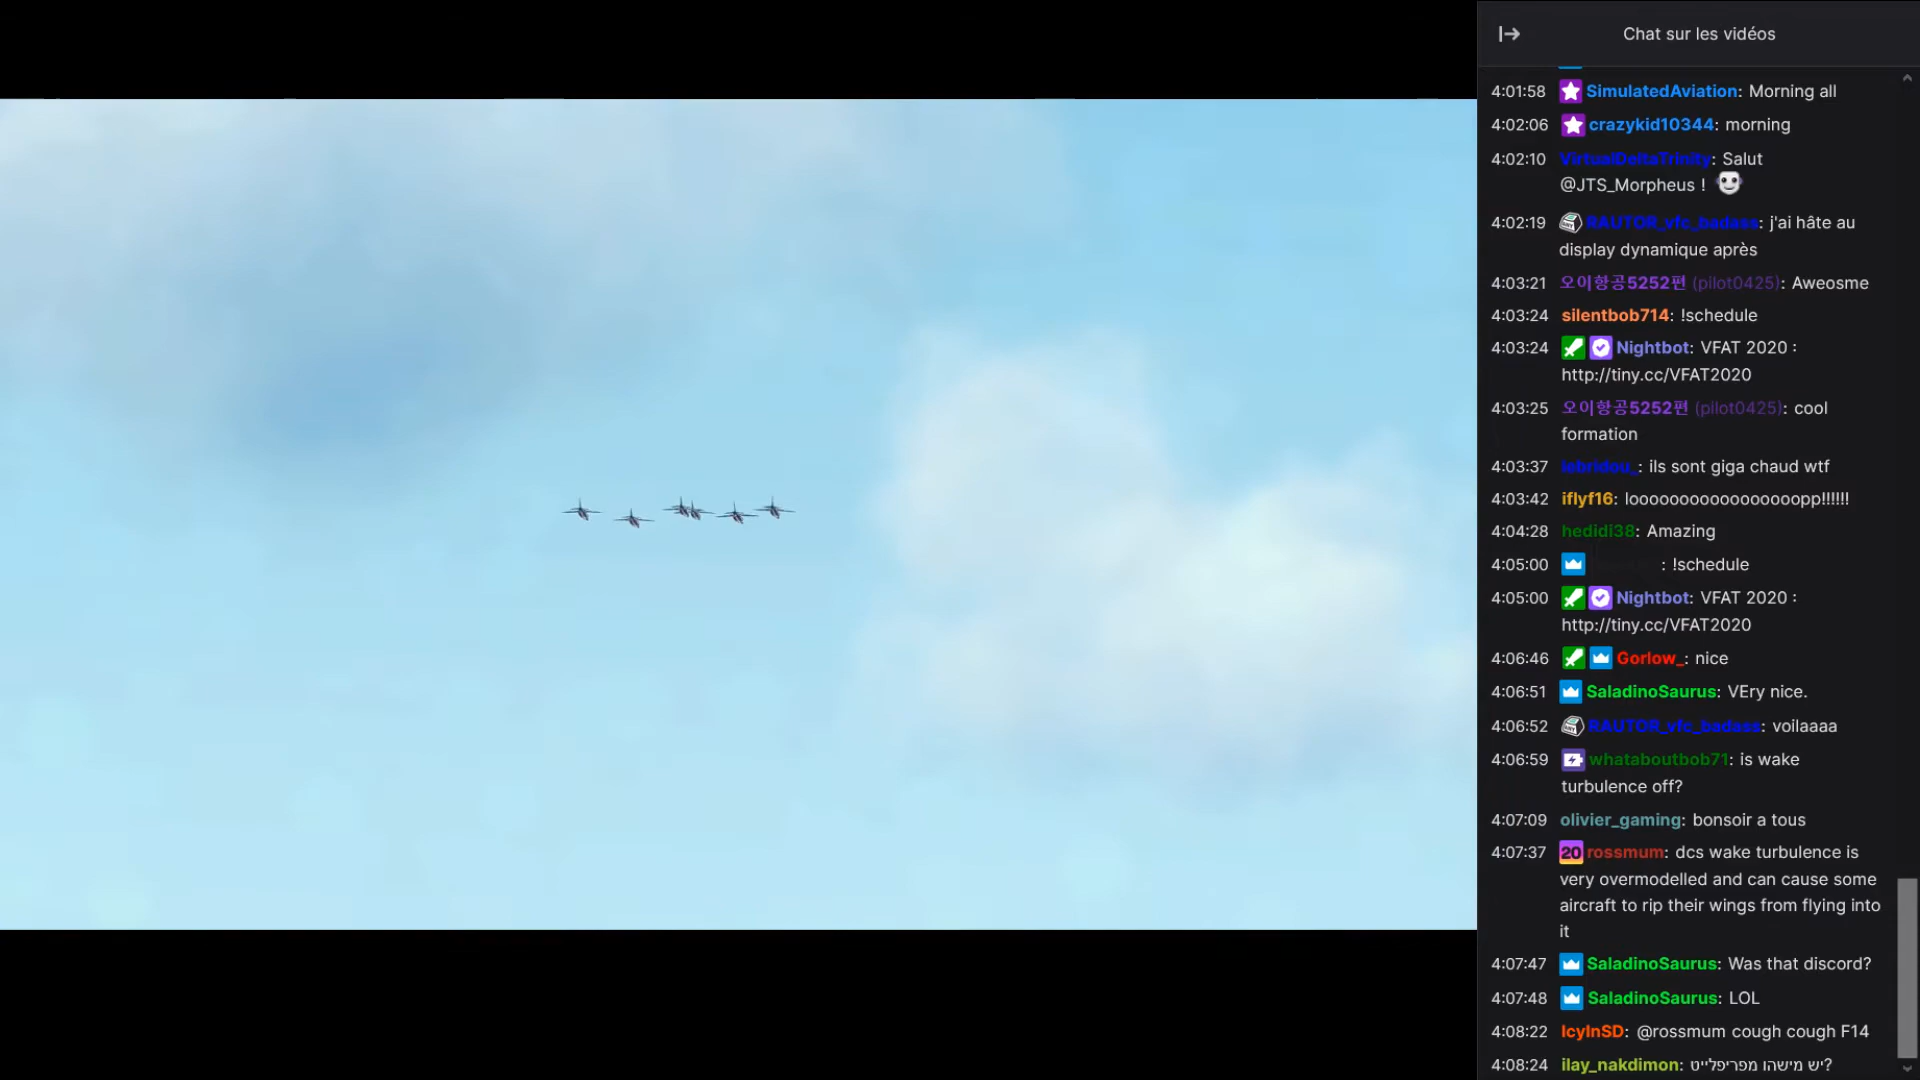 Chat sur les vidéos
4:01:58 SimulatedAviation: Morning all
4:02:06 crazykid10344: morning
4:02:10 VirtualDeltaTrinity: Salut
@JTS_Morpheus !
4:02:19 RAUTOR_vfc_badass: j'ai hâte au
display dynamique après
4:03:21 오이항공5252편 (pilot0425): Aweosme
4:03:24 silentbob714: !schedule
4:03:24 Nightbot: VFAT 2020 :
http://tiny.cc/VFAT2020
4:03:25 오이항공5252편 (pilot0425): cool
formation
4:03:37 lebridou_: ils sont giga chaud wtf
4:03:42 iflyf16: looooooooooooooooopp!!!!!!
4:04:28 hedidi38: Amazing
4:05:00 : !schedule
4:05:00 Nightbot: VFAT 2020 :
http://tiny.cc/VFAT2020
4:06:46 Gorlow_: nice
4:06:51 SaladinoSaurus: VEry nice.
4:06:52 RAUTOR_vfc_badass: voilaaaa
4:06:59 whataboutbob71: is wake
turbulence off?
4:07:09 olivier_gaming: bonsoir a tous
4:07:37 20 rossmum: dcs wake turbulence is
very overmodelled and can cause some
aircraft to rip their wings from flying into
it
4:07:47 SaladinoSaurus: Was that discord?
4:07:48 SaladinoSaurus: LOL
4:08:22 IcyInSD: @rossmum cough cough F14
4:08:24 ilay_nakdimon: יש מישהו מפריפלייט?